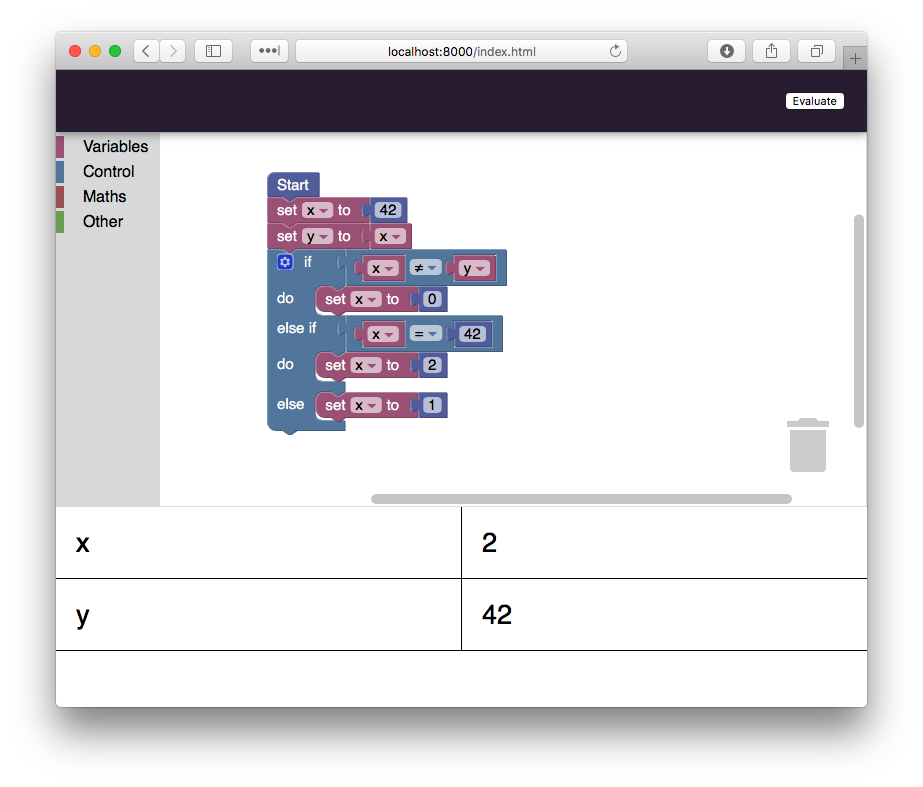 localhost:8000/index.html
Evaluate
Variables
Control
Maths
Other
Start
set x to 42
set y to x
if x ≠ y
do set x to 0
else if x = 42
do set x to 2
else set x to 1
x 2
y 42